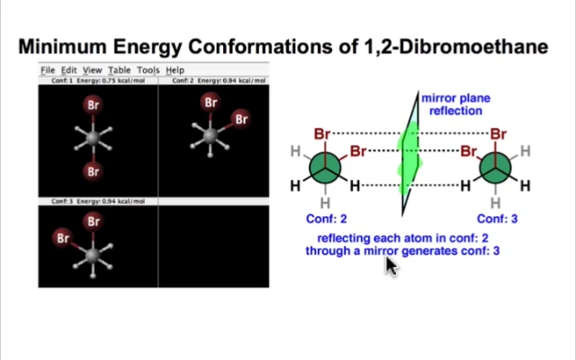 Minimum Energy Conformations of 1,2-Dibromoethane
File Edit View Table Tools Help
Conf: 1 Energy: 0.75 kcal/mol
Conf: 2 Energy: 0.94 kcal/mol
Br
Br
Br
Br
Conf: 3 Energy: 0.94 kcal/mol
Br
Br
mirror plane
reflection
Br
Br
H
Br
Br
H
H
H
H
H
H
H
Conf: 2
Conf: 3
reflecting each atom in conf: 2
through a mirror generates conf: 3